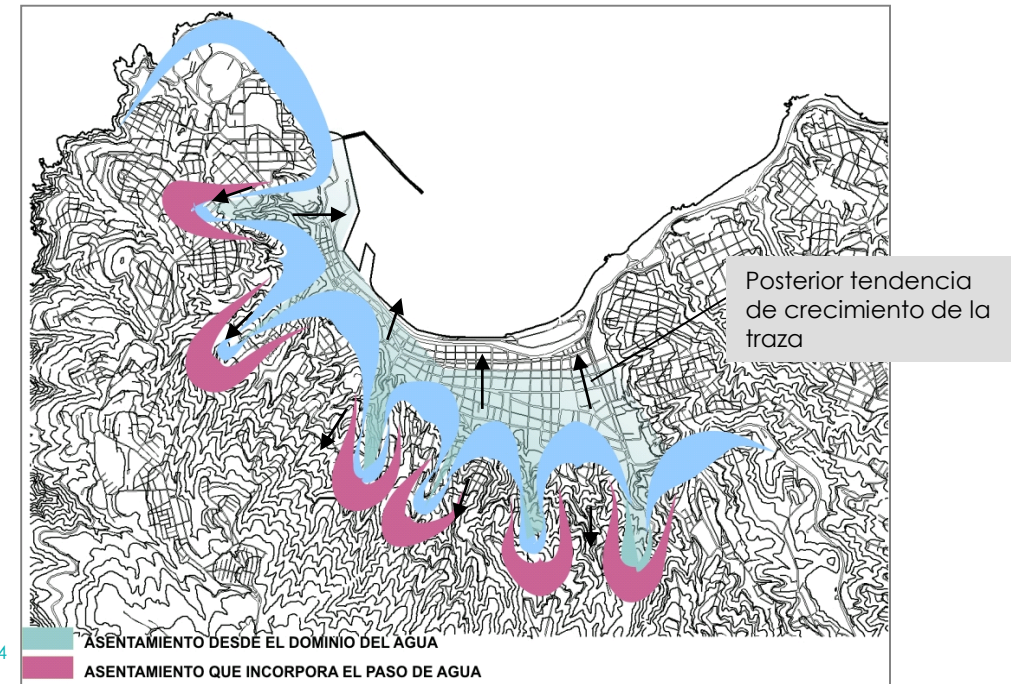 Posterior tendencia
de crecimiento de la
traza
4
ASENTAMIENTO DESDE EL DOMINIO DEL AGUA
ASENTAMIENTO QUE INCORPORA EL PASO DE AGUA